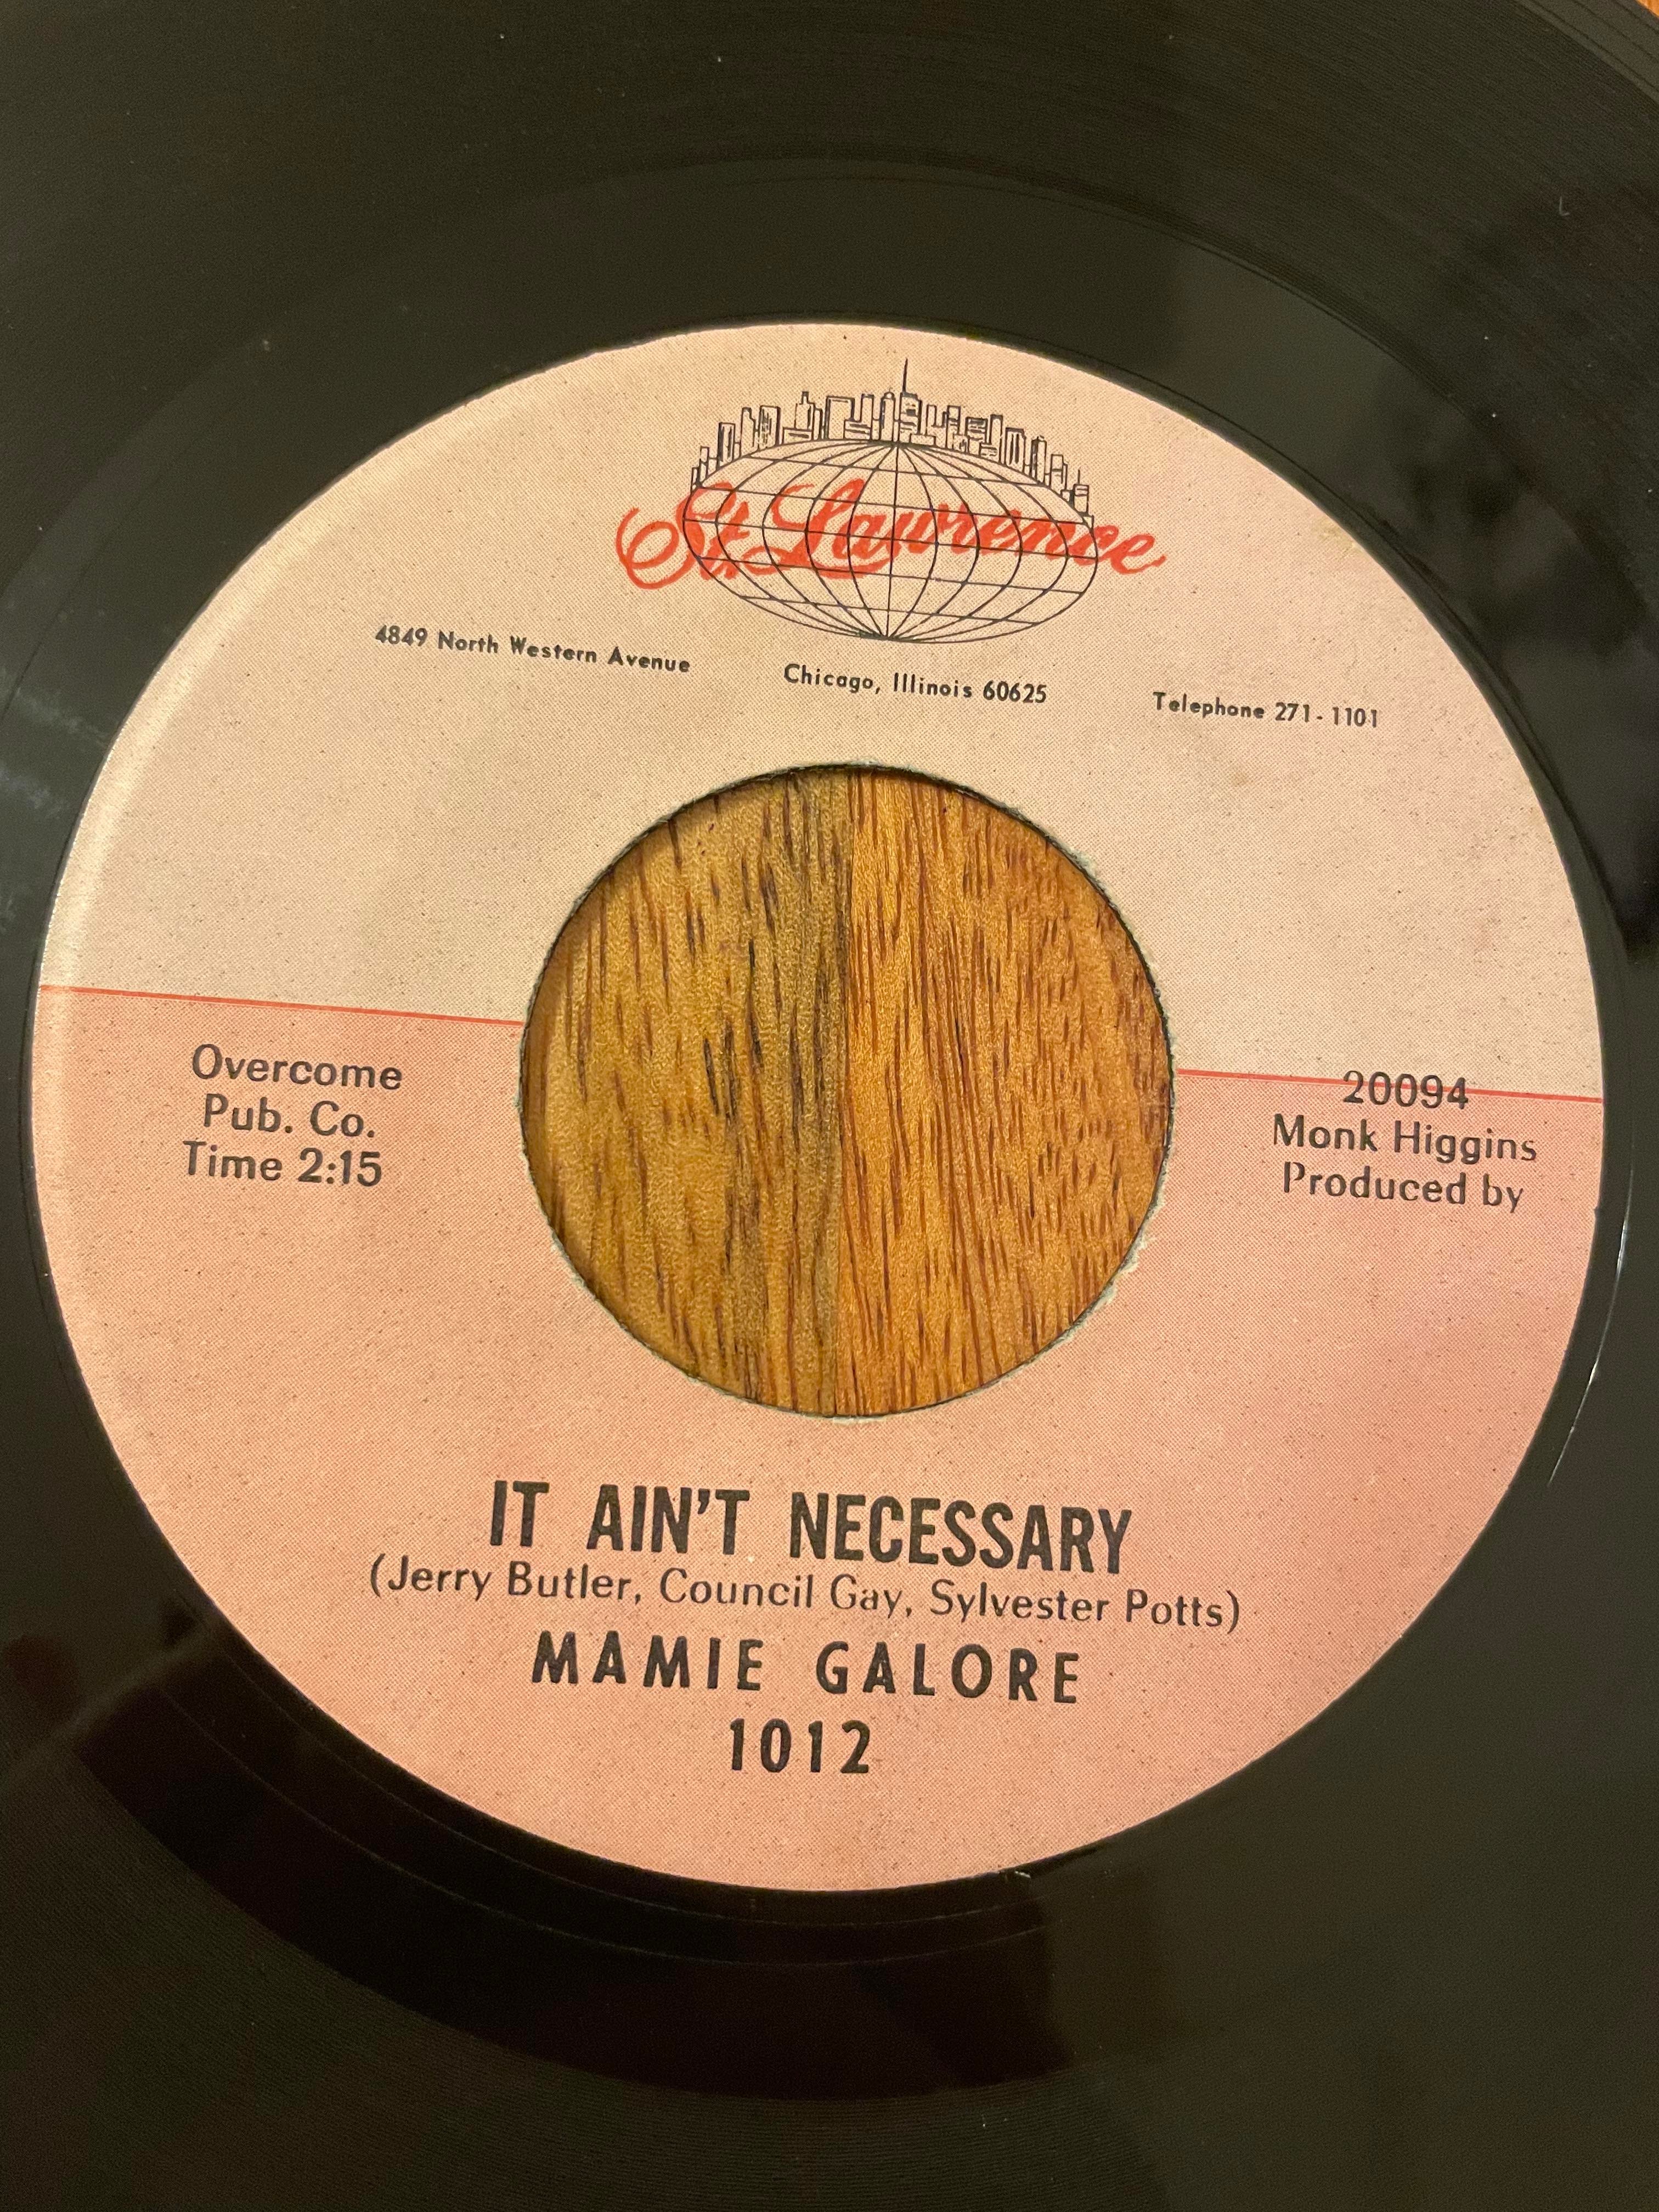 St. Lawrence
4849 North Western Avenue Chicago, Illinois 60625 Telephone 271-1101
Overcome
Pub. Co.
Time 2:15
20094
Monk Higgins
Produced by
IT AIN'T NECESSARY
(Jerry Butler, Council Gay, Sylvester Potts)
MAMIE GALORE
1012